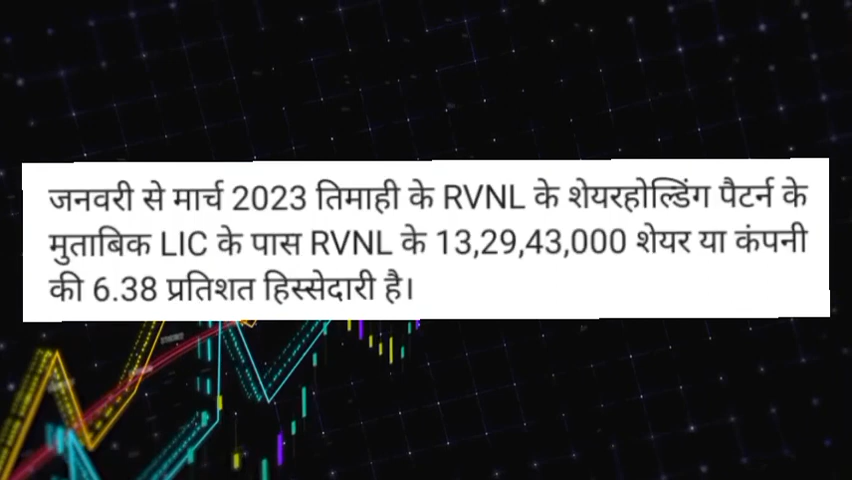 जनवरी से मार्च 2023 तिमाही के RVNL के शेयरहोल्डिंग पैटर्न के
मुताबिक LIC के पास RVNL के 13,29,43,000 शेयर या कंपनी
की 6.38 प्रतिशत हिस्सेदारी है।